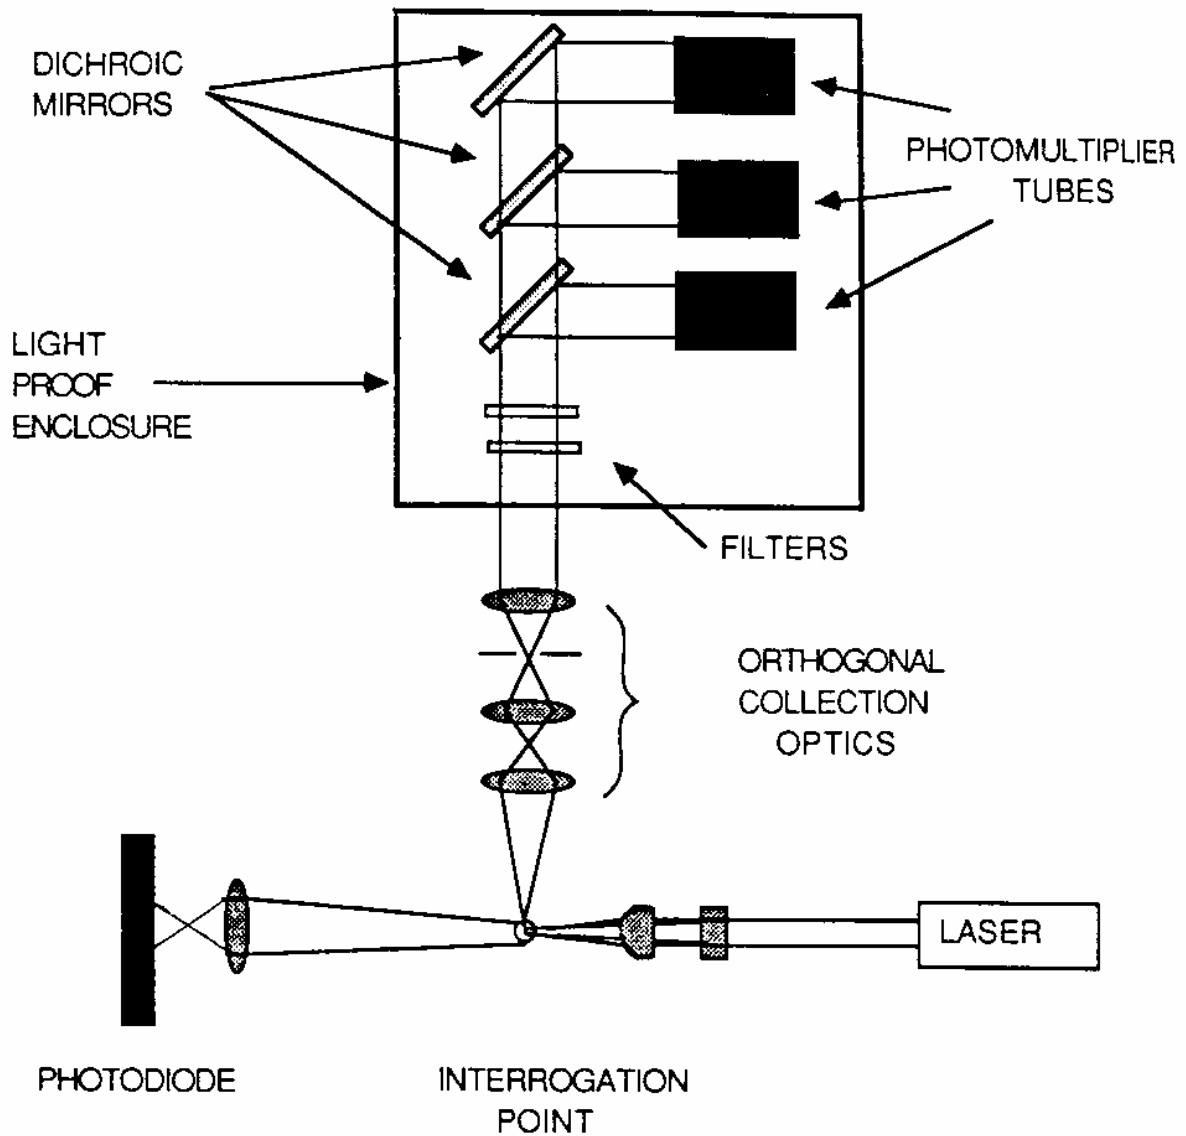 DICHROIC
MIRRORS
PHOTOMULTIPLIER
TUBES
LIGHT
PROOF
ENCLOSURE
FILTERS
ORTHOGONAL
COLLECTION
OPTICS
LASER
PHOTODIODE
INTERROGATION
POINT